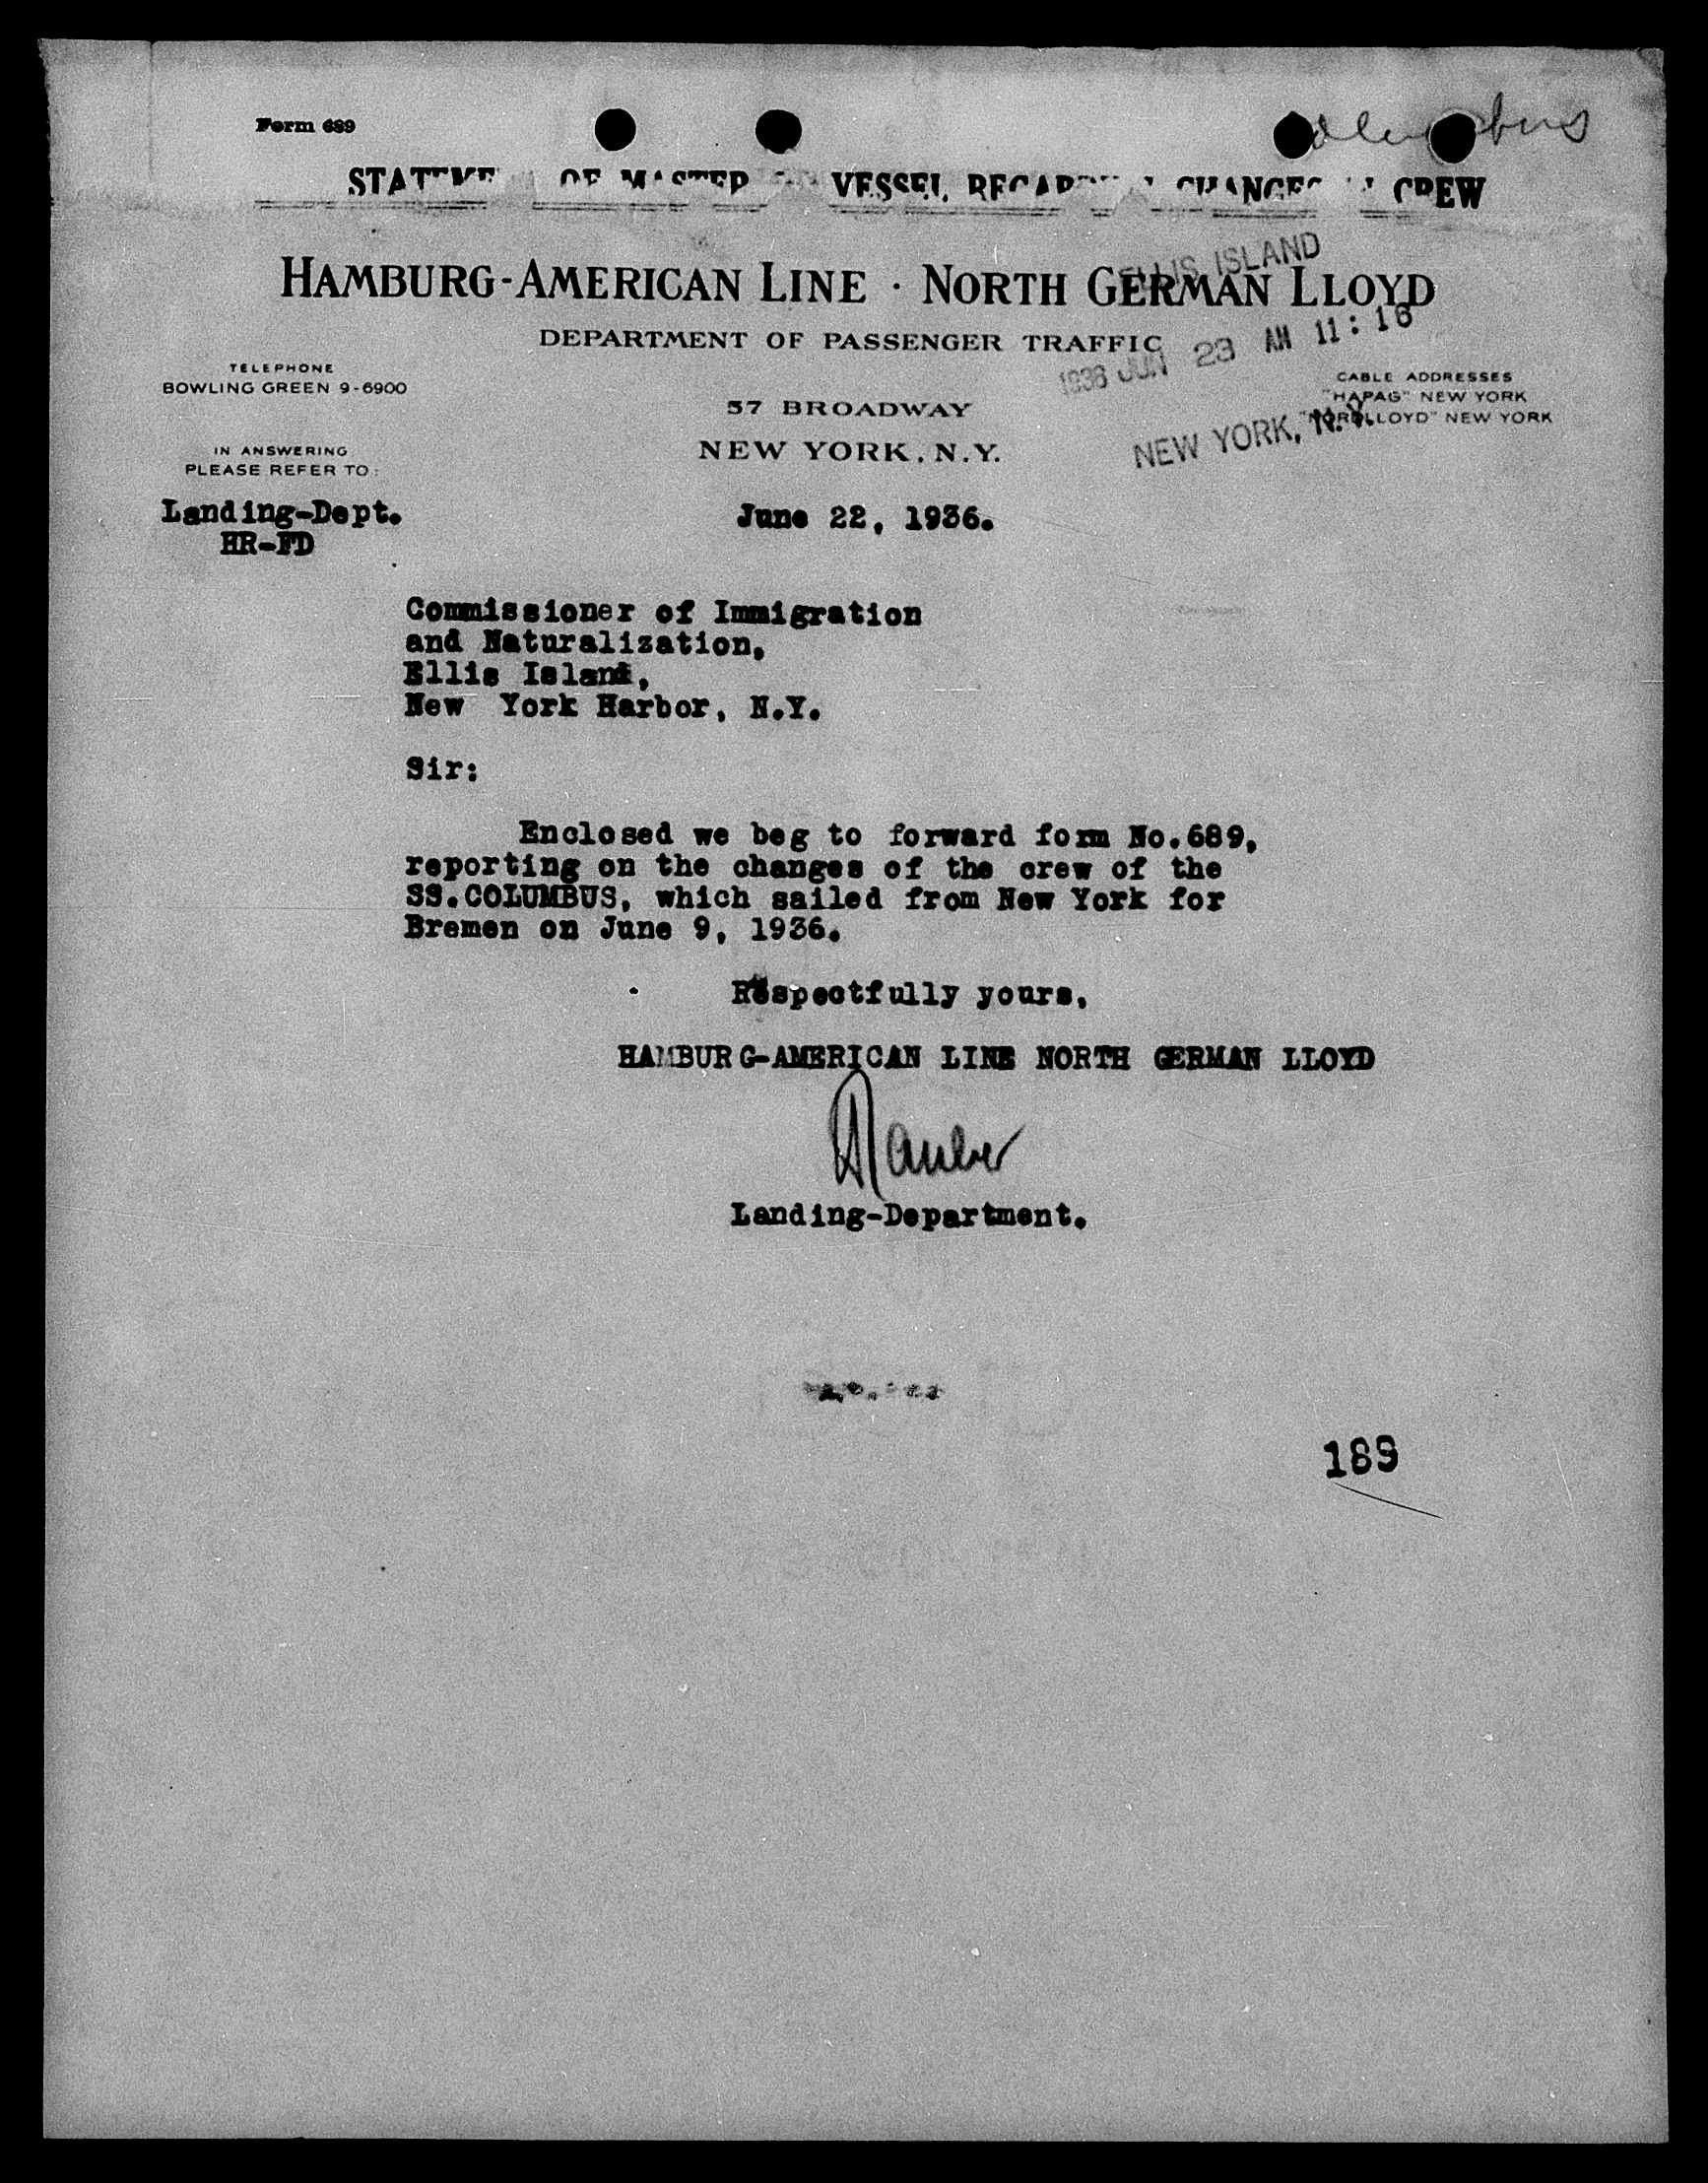 Form 689
VESSEL CREW
HAMBURG-AMERICAN LINE · NORTH GERMAN LLOYD
ELLIS ISLAND
DEPARTMENT OF PASSENGER TRAFFIC
1936 JUN 23 AM 11:16
TELEPHONE
BOWLING GREEN 9-6900
CABLE ADDRESSES
"HAPAG" NEW YORK
"NORDLLOYD" NEW YORK
57 BROADWAY
NEW YORK, N.Y.
NEW YORK, N.Y.
IN ANSWERING
PLEASE REFER TO:
Landing-Dept.
HR-FD
June 22, 1936.
Commissioner of Immigration
and Naturalization,
Ellis Island,
New York Harbor, N.Y.
Sir:
Enclosed we beg to forward form No.689,
reporting on the changes of the crew of the
SS.COLUMBUS, which sailed from New York for
Bremen on June 9, 1936.
Respectfully yours,
HAMBURG-AMERICAN LINE NORTH GERMAN LLOYD
Landing-Department.
189